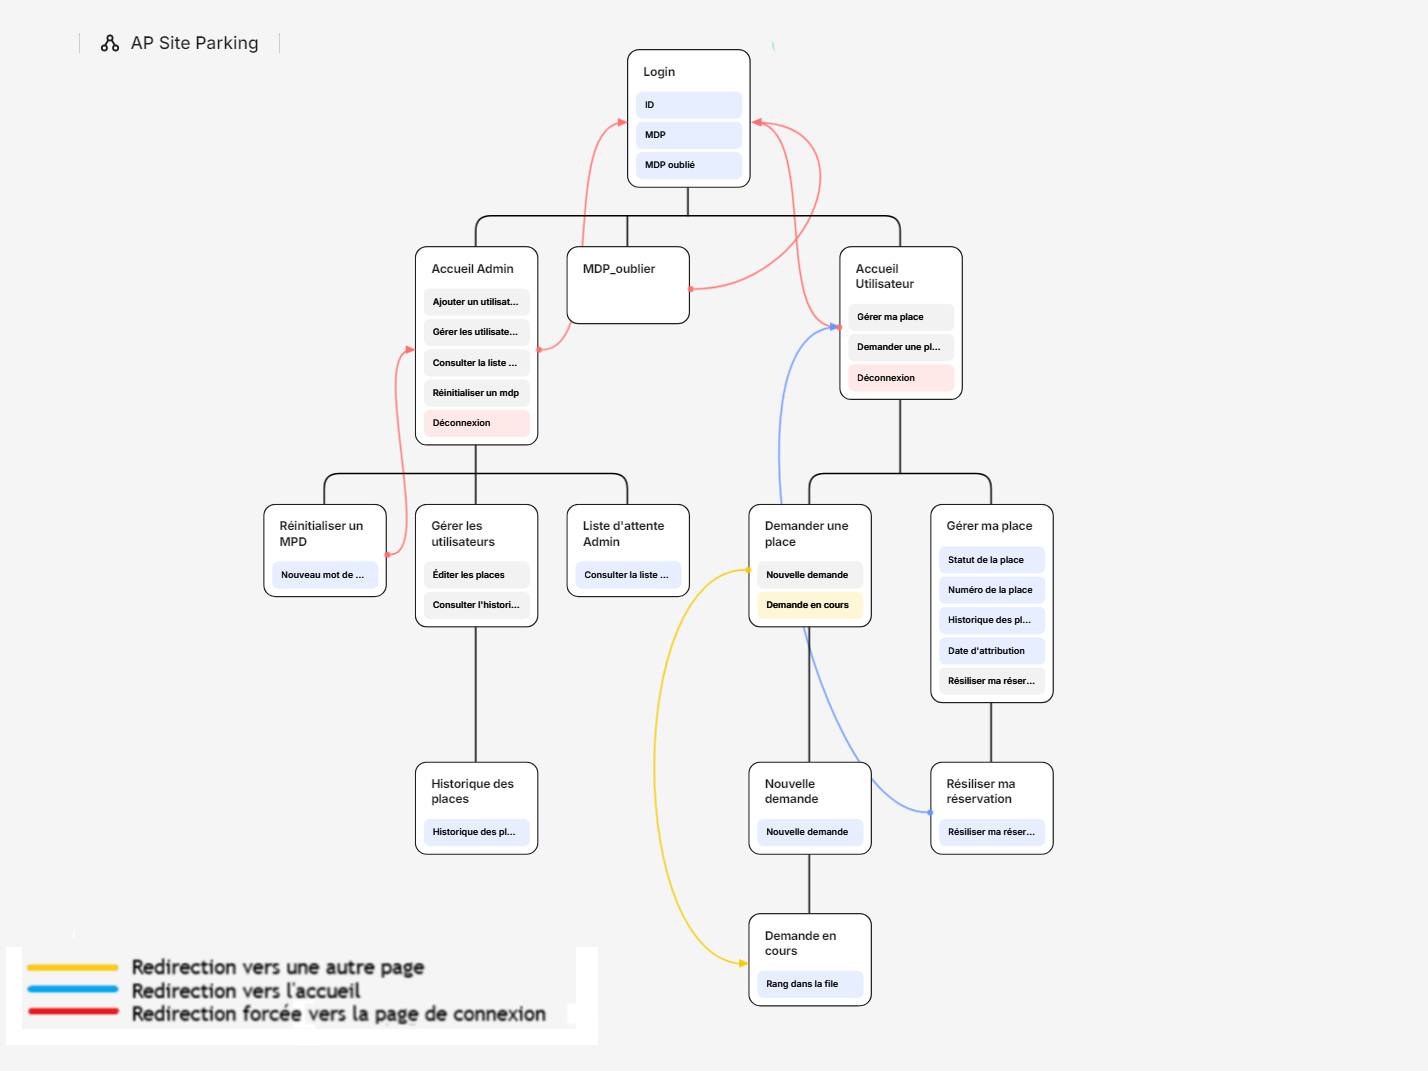 AP Site Parking
Login
ID
MDP
MDP oublié
Accueil Admin
Ajouter un utilisat...
Gérer les utilisate...
Consulter la liste ...
Réinitialiser un mdp
Déconnexion
MDP_oublier
Accueil
Utilisateur
Gérer ma place
Demander une pl...
Déconnexion
Réinitialiser un
MPD
Nouveau mot de ...
Gérer les
utilisateurs
Éditer les places
Consulter l'histori...
Liste d'attente
Admin
Consulter la liste ...
Demander une
place
Nouvelle demande
Demande en cours
Gérer ma place
Statut de la place
Numéro de la place
Historique des pl...
Date d'attribution
Résiliser ma réser...
Historique des
places
Historique des pl...
Nouvelle
demande
Nouvelle demande
Résiliser ma
réservation
Résiliser ma réser...
Demande en
cours
Rang dans la file
Redirection vers une autre page
Redirection vers l'accueil
Redirection forcée vers la page de connexion